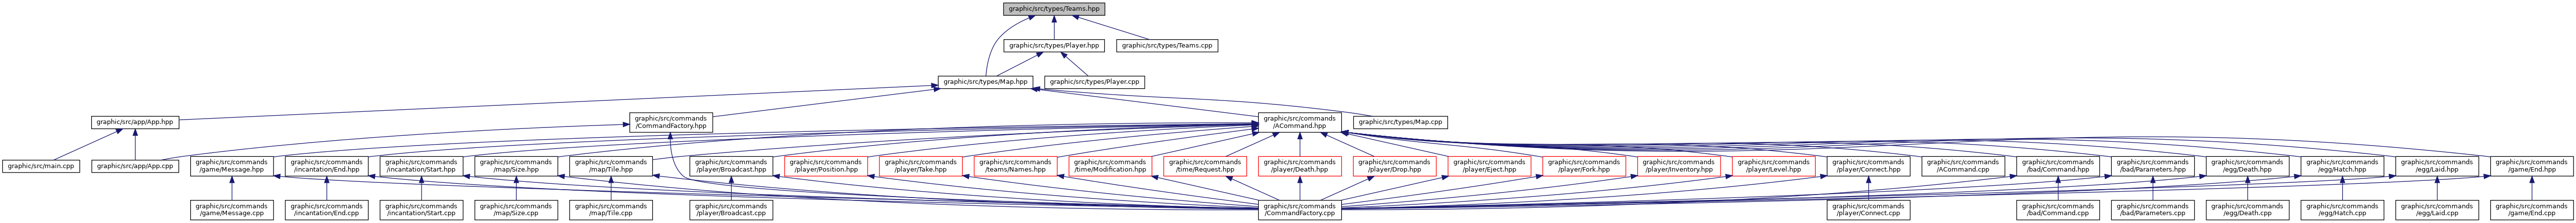 graphic/src/types/Teams.hpp
graphic/src/types/Player.hpp
graphic/src/types/Teams.cpp
graphic/src/types/Map.hpp
graphic/src/types/Player.cpp
graphic/src/app/App.hpp
graphic/src/commands
/CommandFactory.hpp
graphic/src/commands
/ACommand.hpp
graphic/src/types/Map.cpp
graphic/src/main.cpp
graphic/src/app/App.cpp
graphic/src/commands
/game/Message.hpp
graphic/src/commands
/incantation/End.hpp
graphic/src/commands
/incantation/Start.hpp
graphic/src/commands
/map/Size.hpp
graphic/src/commands
/map/Tile.hpp
graphic/src/commands
/player/Broadcast.hpp
graphic/src/commands
/player/Position.hpp
graphic/src/commands
/player/Take.hpp
graphic/src/commands
/teams/Names.hpp
graphic/src/commands
/time/Modification.hpp
graphic/src/commands
/time/Request.hpp
graphic/src/commands
/player/Death.hpp
graphic/src/commands
/player/Drop.hpp
graphic/src/commands
/player/Eject.hpp
graphic/src/commands
/player/Fork.hpp
graphic/src/commands
/player/Inventory.hpp
graphic/src/commands
/player/Level.hpp
graphic/src/commands
/player/Connect.hpp
graphic/src/commands
/ACommand.cpp
graphic/src/commands
/bad/Command.hpp
graphic/src/commands
/bad/Parameters.hpp
graphic/src/commands
/egg/Death.hpp
graphic/src/commands
/egg/Hatch.hpp
graphic/src/commands
/egg/Laid.hpp
graphic/src/commands
/game/End.hpp
graphic/src/commands
/game/Message.cpp
graphic/src/commands
/incantation/End.cpp
graphic/src/commands
/incantation/Start.cpp
graphic/src/commands
/map/Size.cpp
graphic/src/commands
/map/Tile.cpp
graphic/src/commands
/player/Broadcast.cpp
graphic/src/commands
/CommandFactory.cpp
graphic/src/commands
/player/Connect.cpp
graphic/src/commands
/bad/Command.cpp
graphic/src/commands
/bad/Parameters.cpp
graphic/src/commands
/egg/Death.cpp
graphic/src/commands
/egg/Hatch.cpp
graphic/src/commands
/egg/Laid.cpp
graphic/src/commands
/game/End.cpp